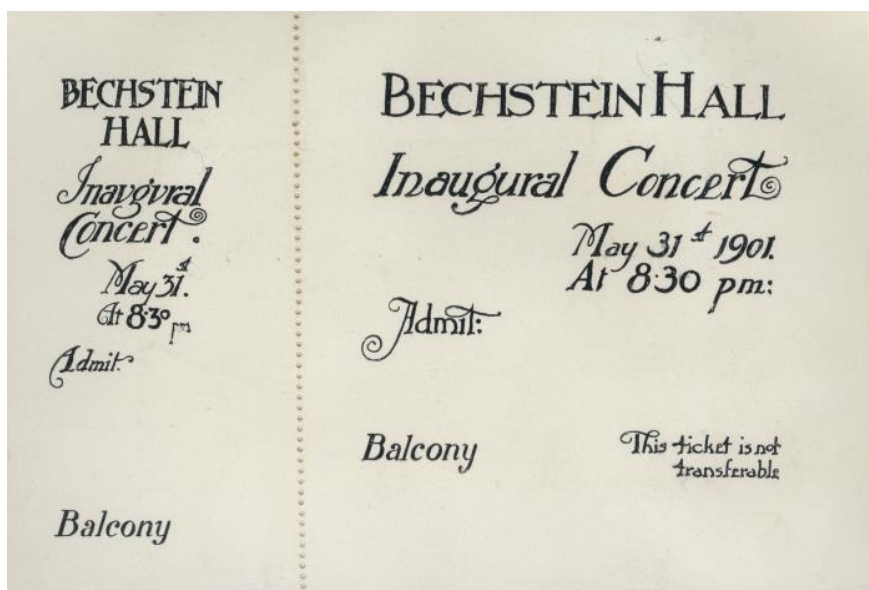 BECHSTEIN
HALL
Inavgvral
Concert.
May 31st.
At 8·30 pm
Admit:
Balcony
BECHSTEIN HALL
Inaugural Concert
May 31st 1901.
At 8·30 pm:
Admit:
Balcony
This ticket is not
transferable